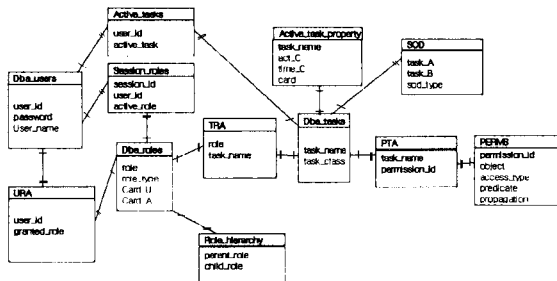 Active_tasks
user_id
active_task
Active_task_property
task_name
act_C
time_C
card
SOD
task_A
task_B
sod_type
Dba_users
user_id
password
User_name
Session_roles
session_id
user_id
active_role
TRA
role
task_name
Dba_tasks
task_name
task_class
PTA
task_name
permission_id
PERMS
permission_id
object
access_type
predicate
propagation
Dba_roles
role
role_type
Card_U
Card_A
URA
user_id
granted_role
Role_hierarchy
parent_role
child_role